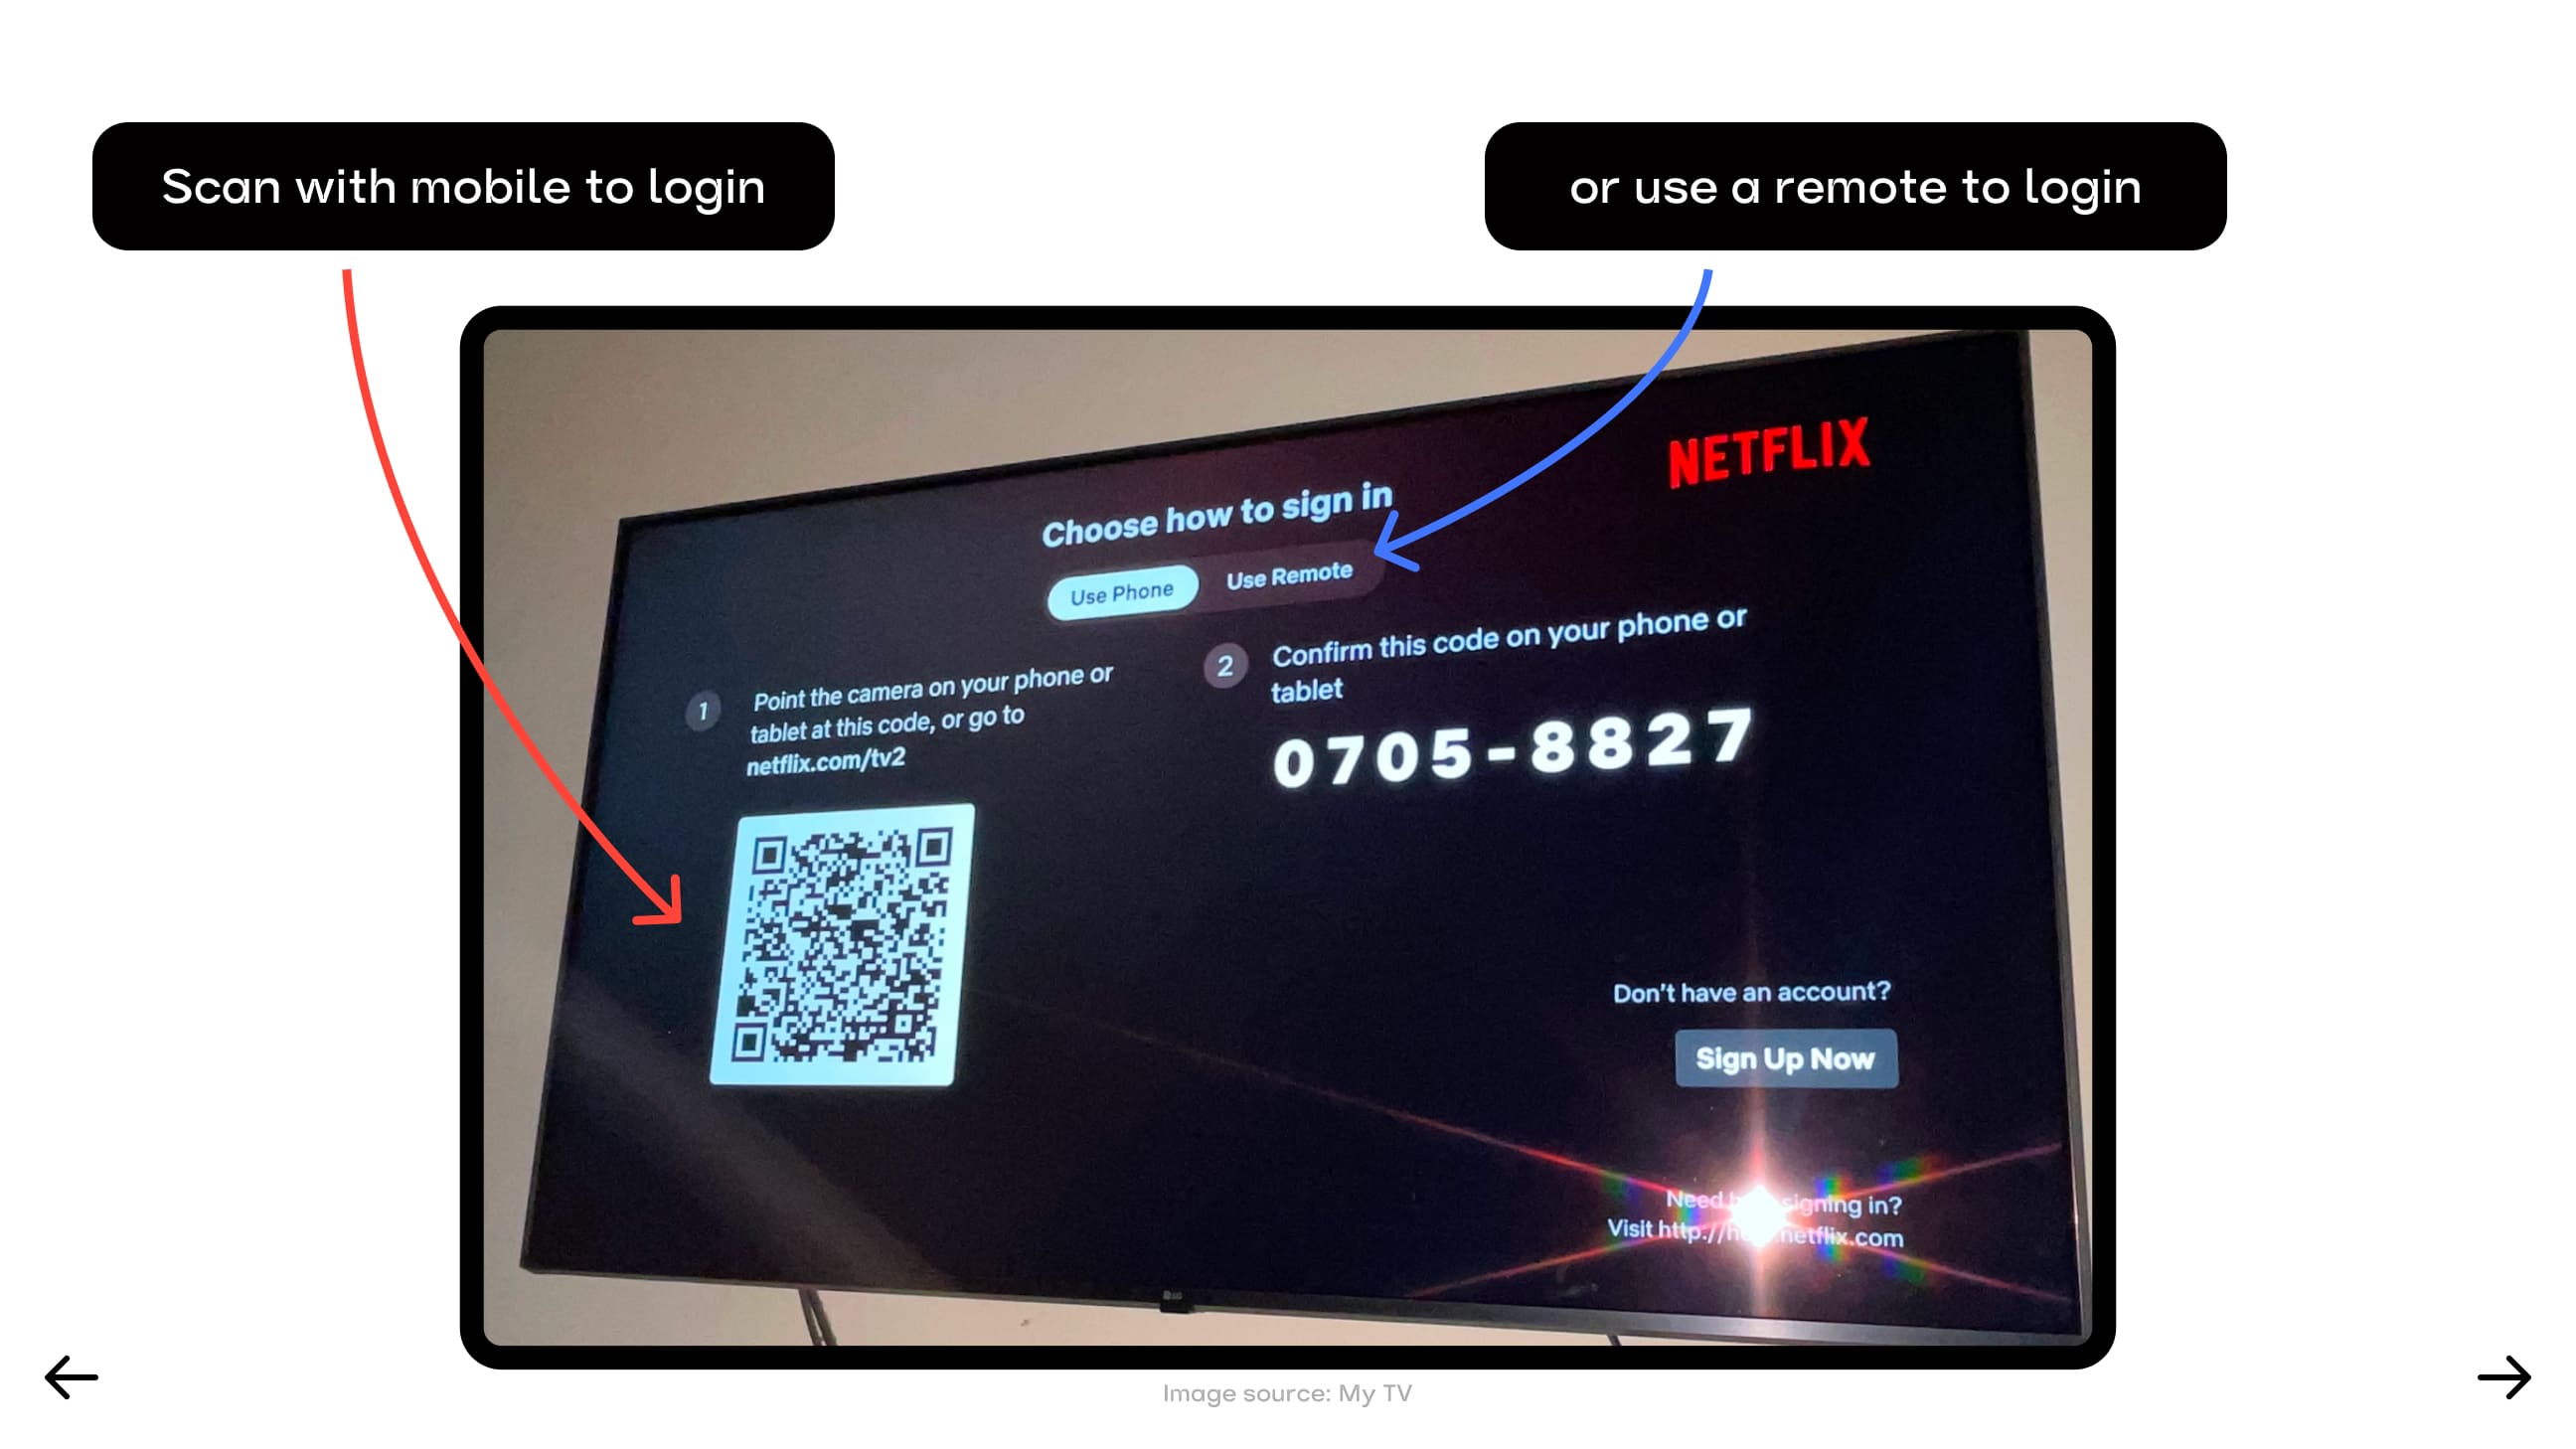 Scan with mobile to login
or use a remote to login
NETFLIX
Choose how to sign in
Use Phone
Use Remote
1
Point the camera on your phone or
tablet at this code, or go to
netflix.com/tv2
2
Confirm this code on your phone or
tablet
0705-8827
Don't have an account?
Sign Up Now
Need signing in?
Visit netflix.com
LG
Image source: My TV